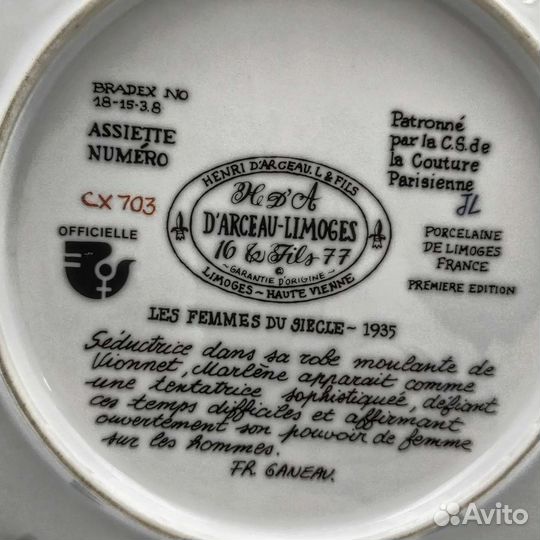 BRADEX NO
18-15-3.8
ASSIETTE
NUMÉRO
CX703
OFFICIELLE
Patronné
par la C.S. de
la Couture
Parisienne
JL
PORCELAINE
DE LIMOGES
FRANCE
PREMIERE EDITION
HENRI D'ARCEAU. L & FILS
H D'A
D'ARCEAU-LIMOGES
16 & Fils 77
GARANTIE D'ORIGINE
©
LIMOGES - HAUTE VIENNE
LES FEMMES DU SIECLE - 1935
Séductrice dans sa robe moulante de
Vionnet, Marlène apparait comme
une tentatrice sophistiquée, défiant
ces temps difficiles et affirmant
ouvertement son pouvoir de femme
sur les hommes.
FR. GANEAU.
Avito